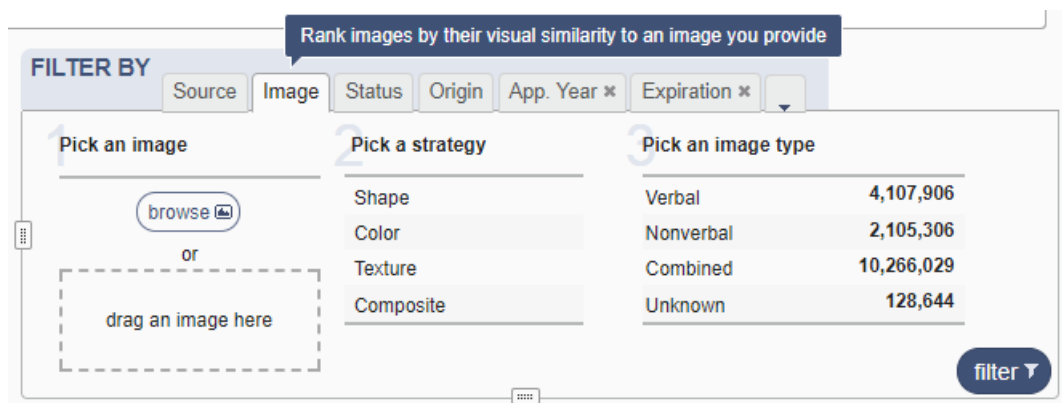 Rank images by their visual similarity to an image you provide
FILTER BY
Source Image Status Origin App. Year × Expiration ×
1 Pick an image
browse
or
drag an image here
2 Pick a strategy
Shape
Color
Texture
Composite
3 Pick an image type
Verbal 4,107,906
Nonverbal 2,105,306
Combined 10,266,029
Unknown 128,644
filter